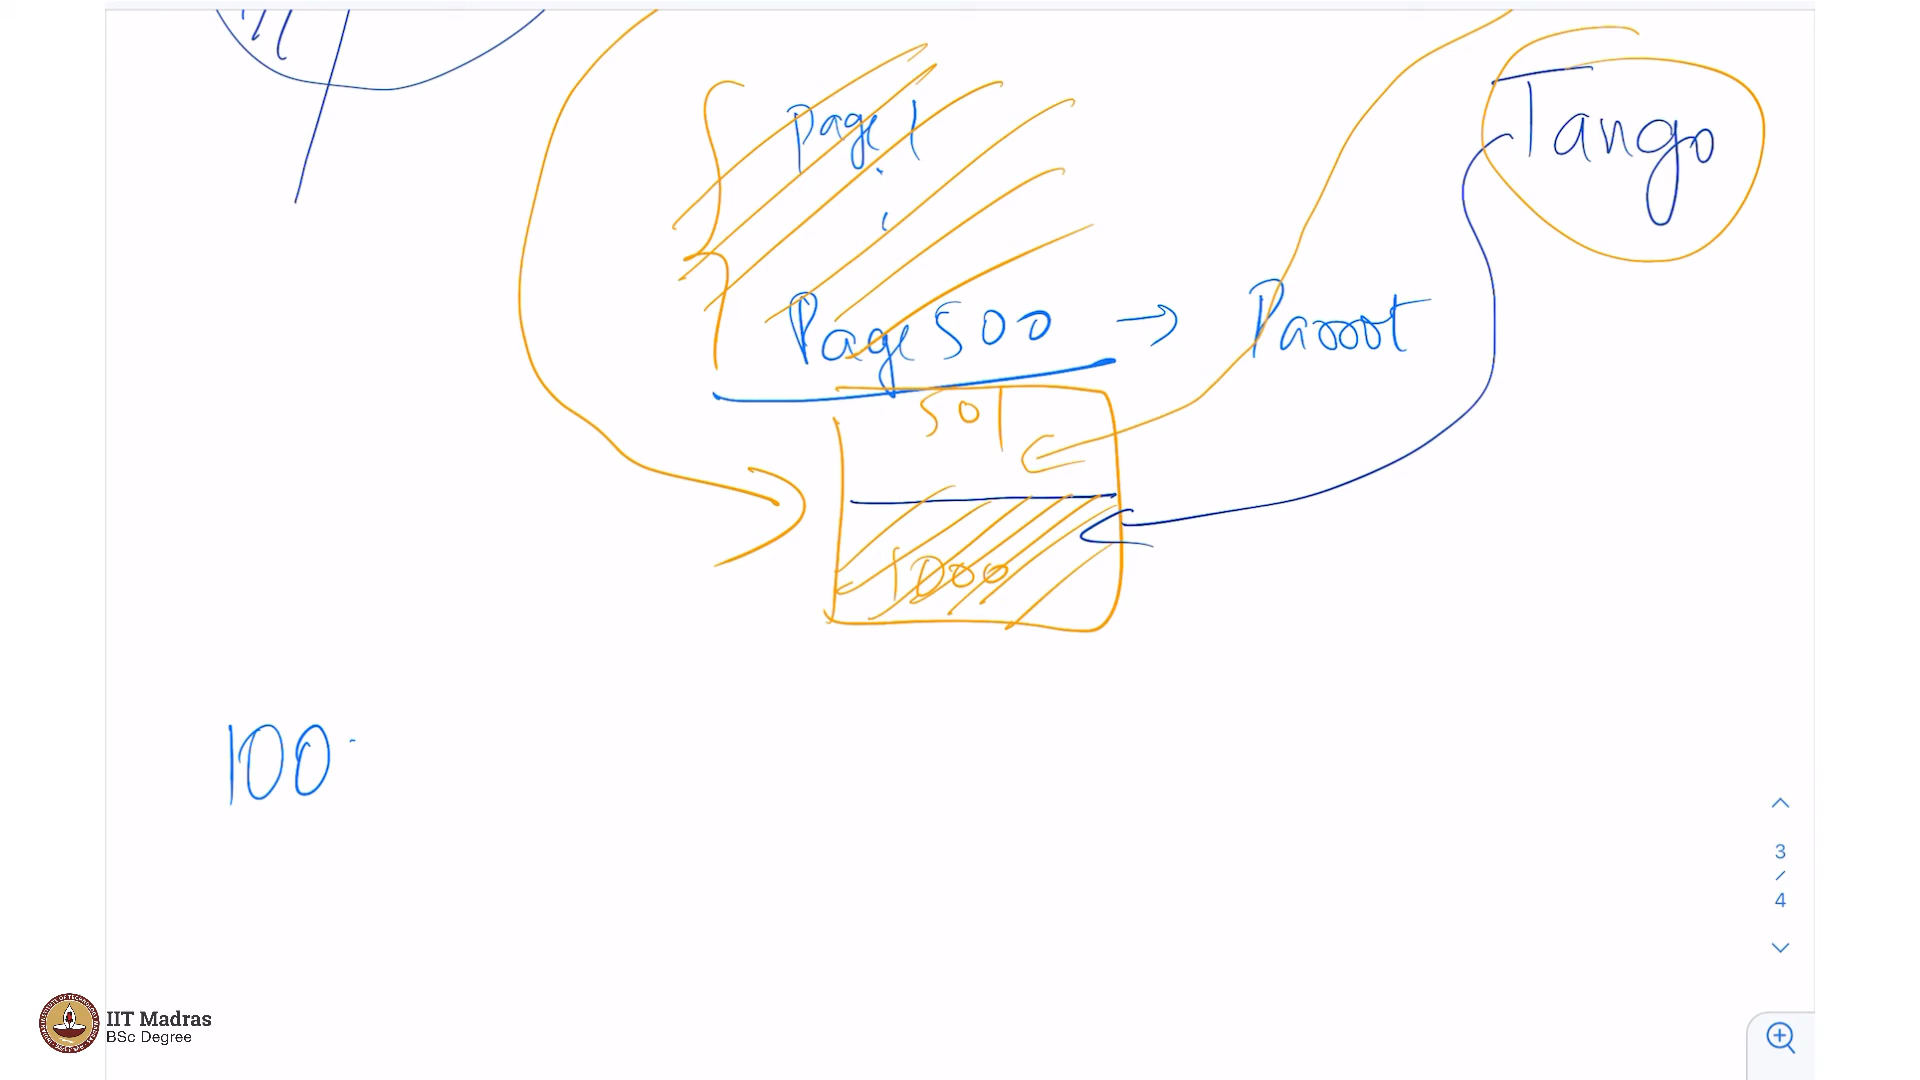 Page 1
Tango
Page 500 → Parrot
501
1000
100
3
/
4
IIT Madras
BSc Degree